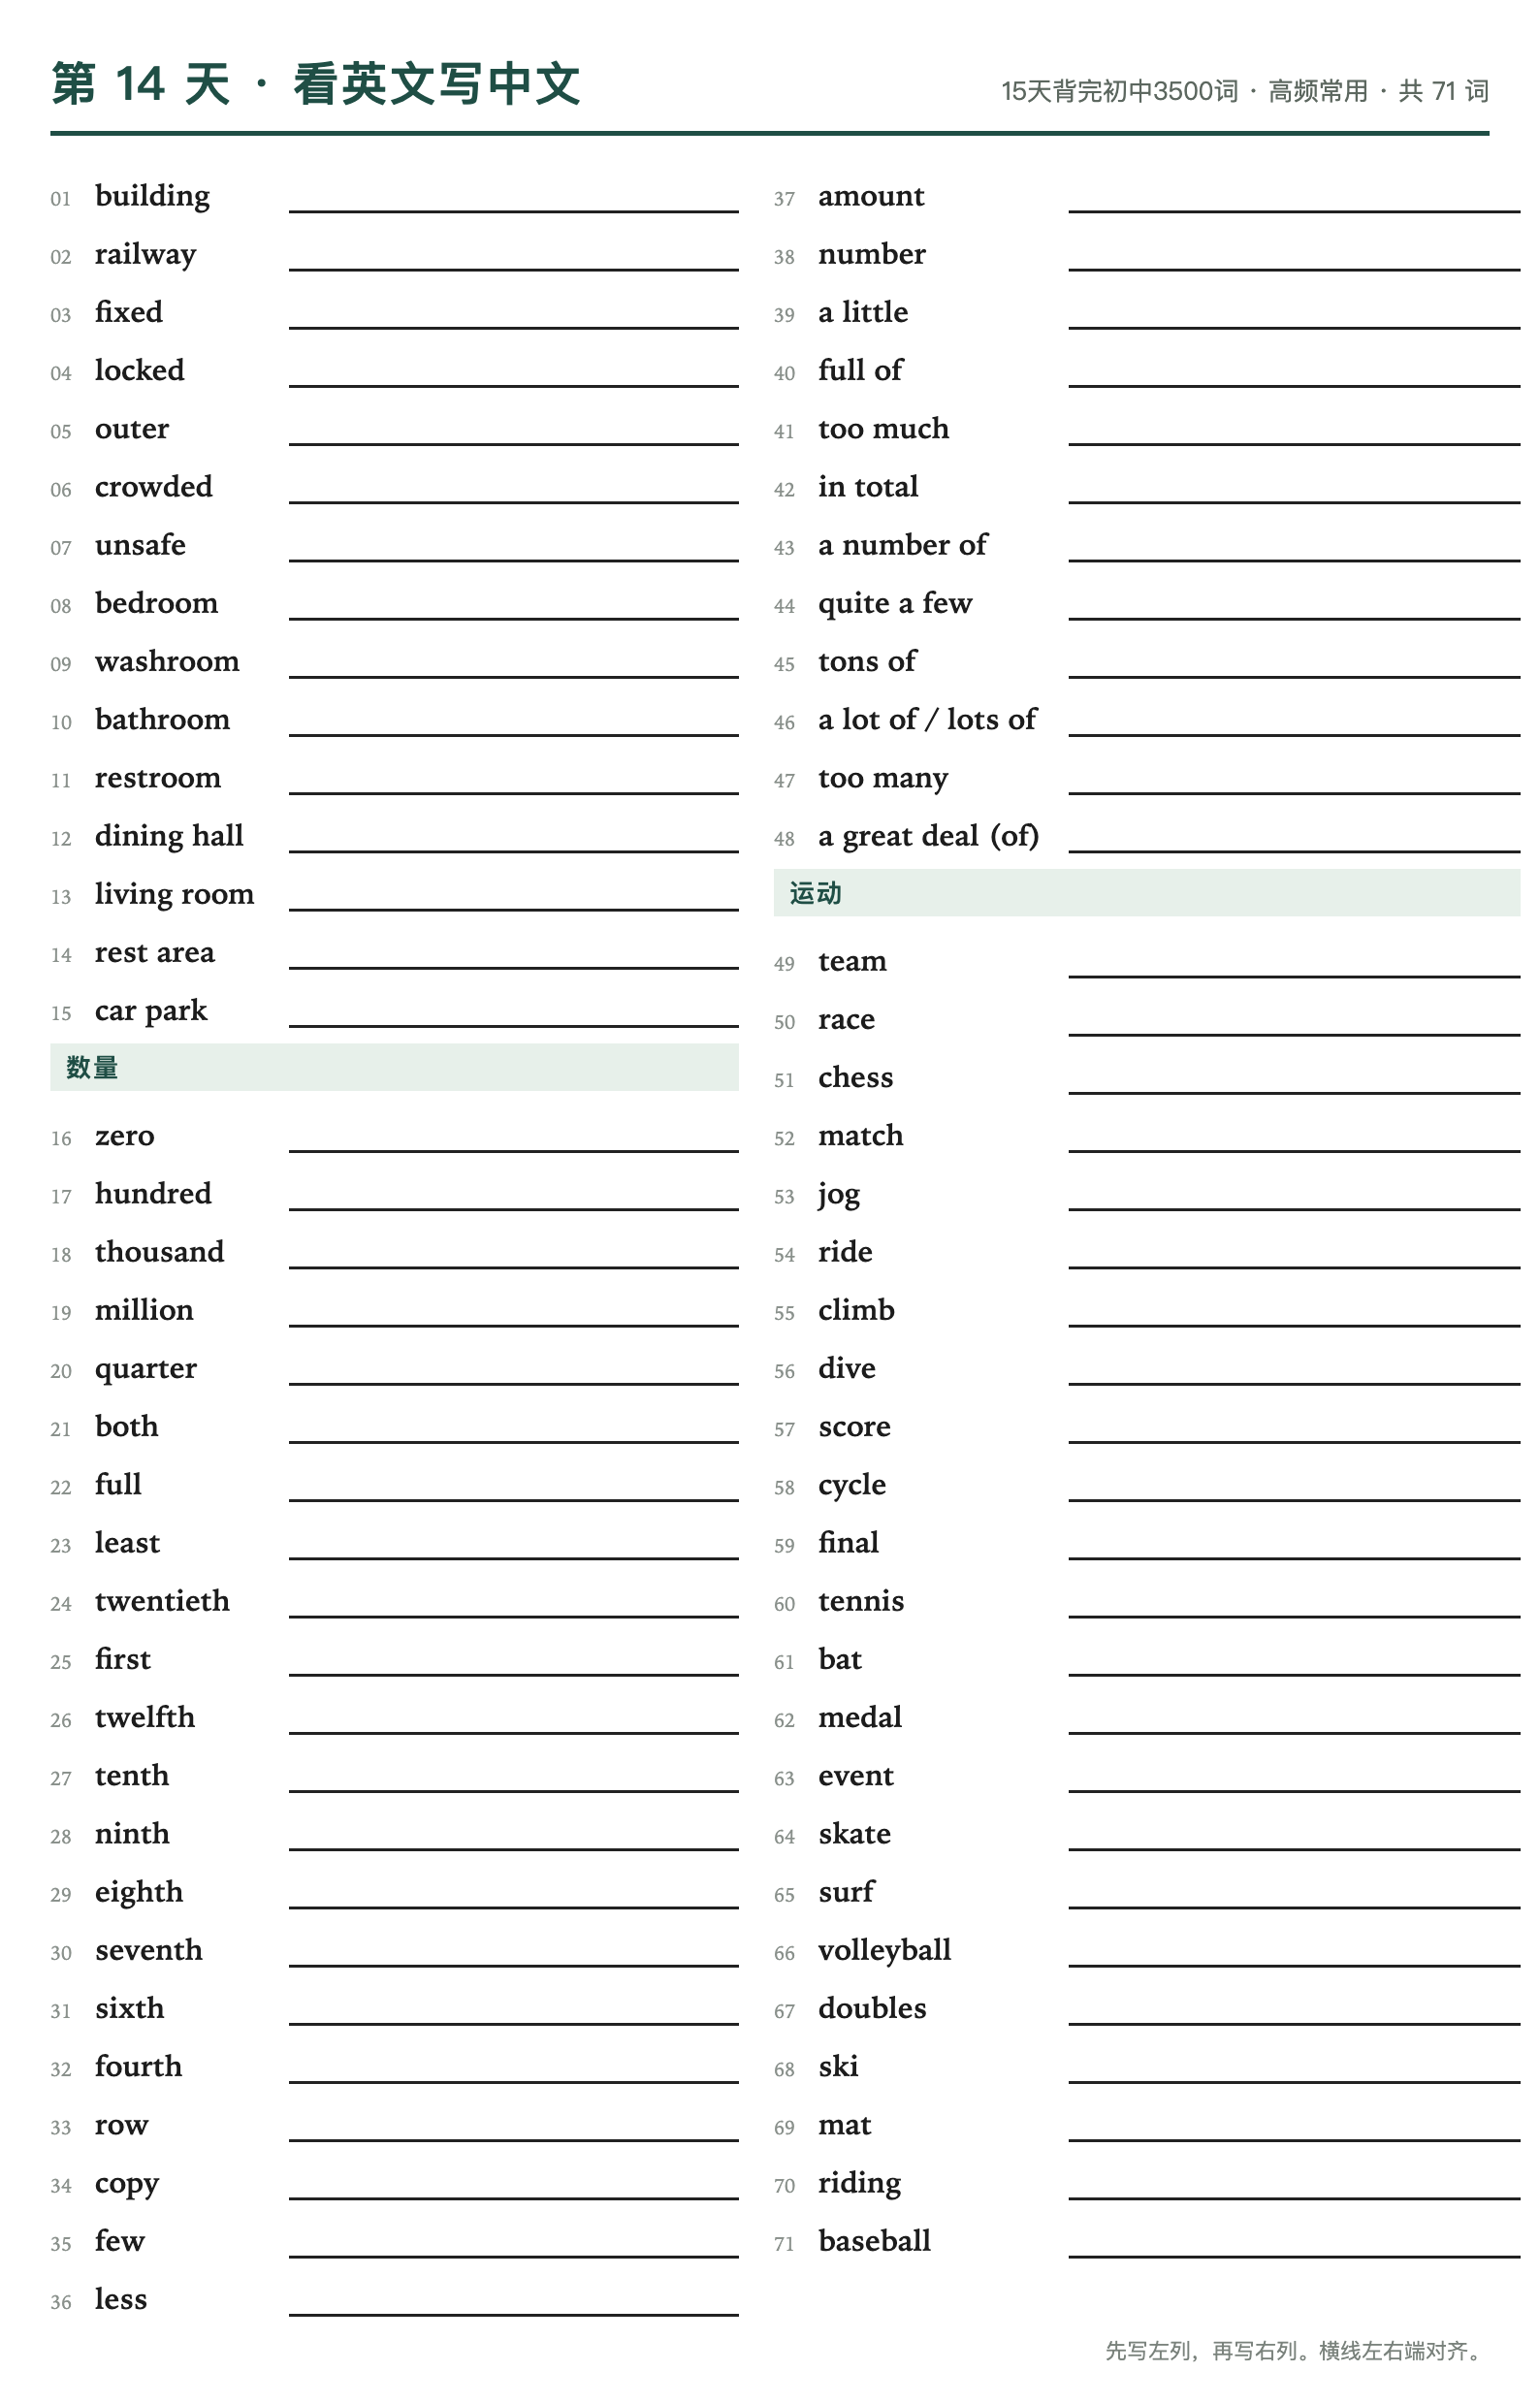 第 14 天 · 看英文写中文
15天背完初中3500词 · 高频常用 · 共 71 词
01 building
02 railway
03 fixed
04 locked
05 outer
06 crowded
07 unsafe
08 bedroom
09 washroom
10 bathroom
11 restroom
12 dining hall
13 living room
14 rest area
15 car park
数量
16 zero
17 hundred
18 thousand
19 million
20 quarter
21 both
22 full
23 least
24 twentieth
25 first
26 twelfth
27 tenth
28 ninth
29 eighth
30 seventh
31 sixth
32 fourth
33 row
34 copy
35 few
36 less
37 amount
38 number
39 a little
40 full of
41 too much
42 in total
43 a number of
44 quite a few
45 tons of
46 a lot of / lots of
47 too many
48 a great deal (of)
运动
49 team
50 race
51 chess
52 match
53 jog
54 ride
55 climb
56 dive
57 score
58 cycle
59 final
60 tennis
61 bat
62 medal
63 event
64 skate
65 surf
66 volleyball
67 doubles
68 ski
69 mat
70 riding
71 baseball
先写左列，再写右列。横线左右端对齐。